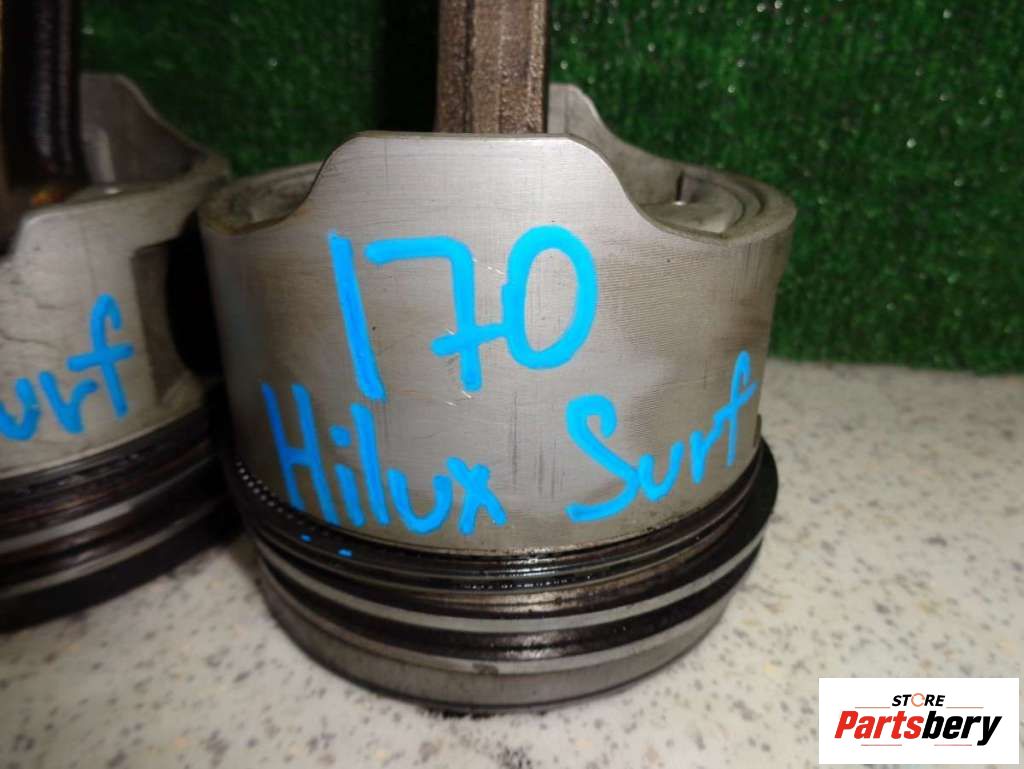 170
Hilux Surf
urf
STORE
Partsbery